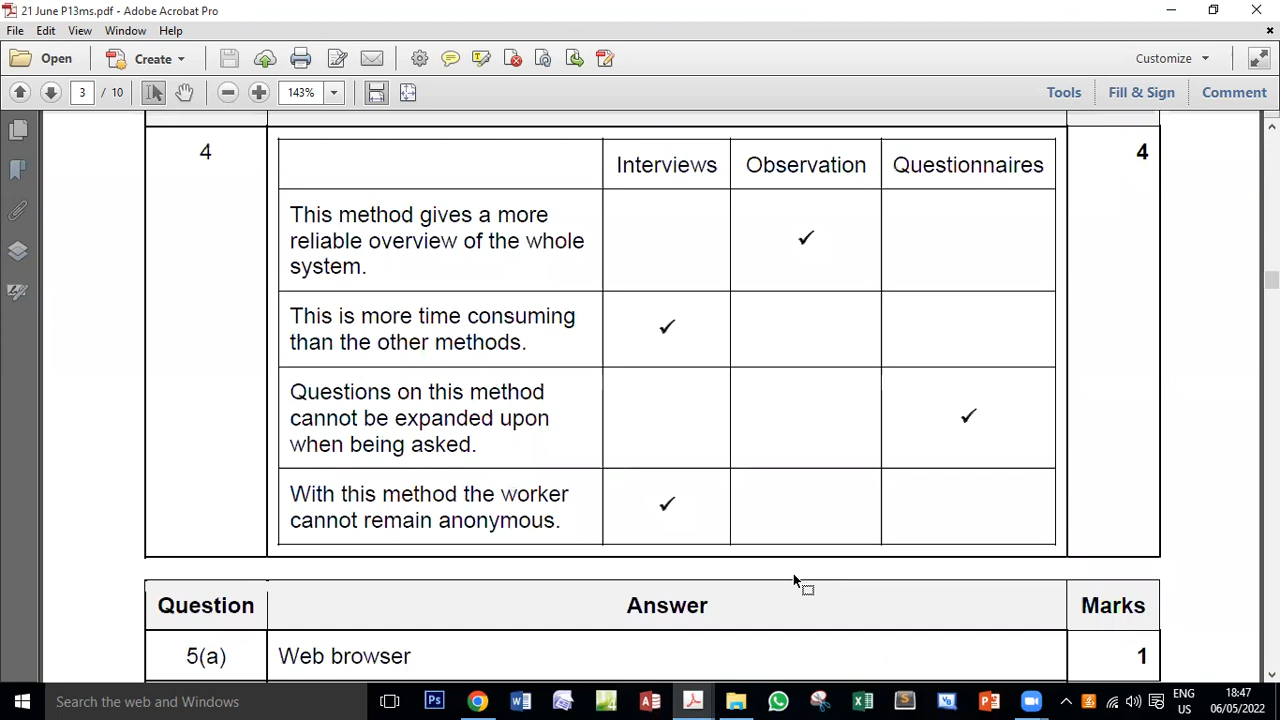 21 June P13ms.pdf - Adobe Acrobat Pro
File Edit View Window Help
Open Create Customize
3 / 10 143% Tools Fill & Sign Comment
4 4
Interviews Observation Questionnaires
This method gives a more
reliable overview of the whole
system.
✓
This is more time consuming
than the other methods.
✓
Questions on this method
cannot be expanded upon
when being asked.
✓
With this method the worker
cannot remain anonymous.
✓
Question Answer Marks
5(a) Web browser 1
Search the web and Windows
ENG 18:47
US 06/05/2022